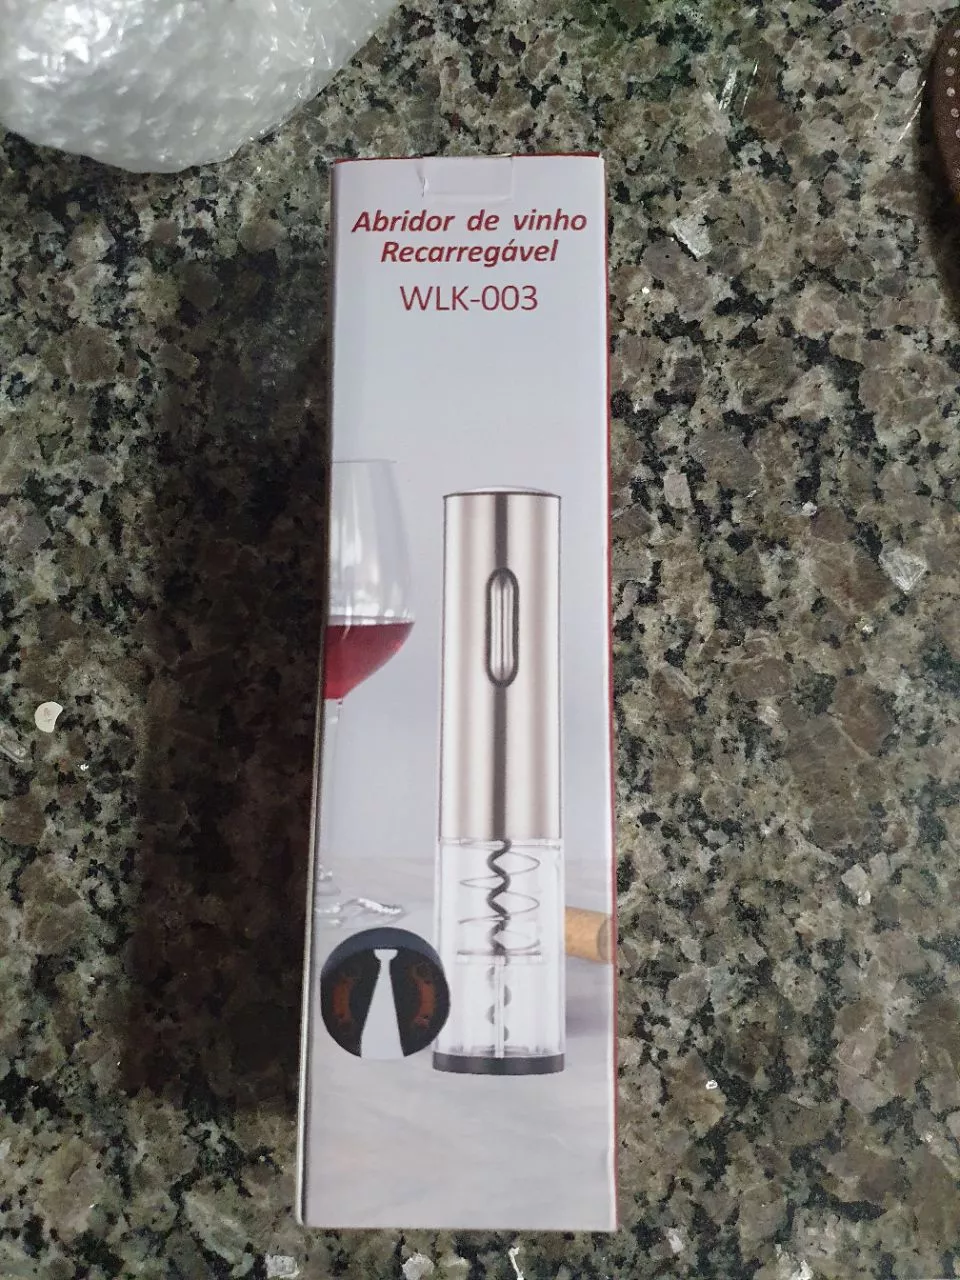 Abridor de vinho
Recarregável
WLK-003